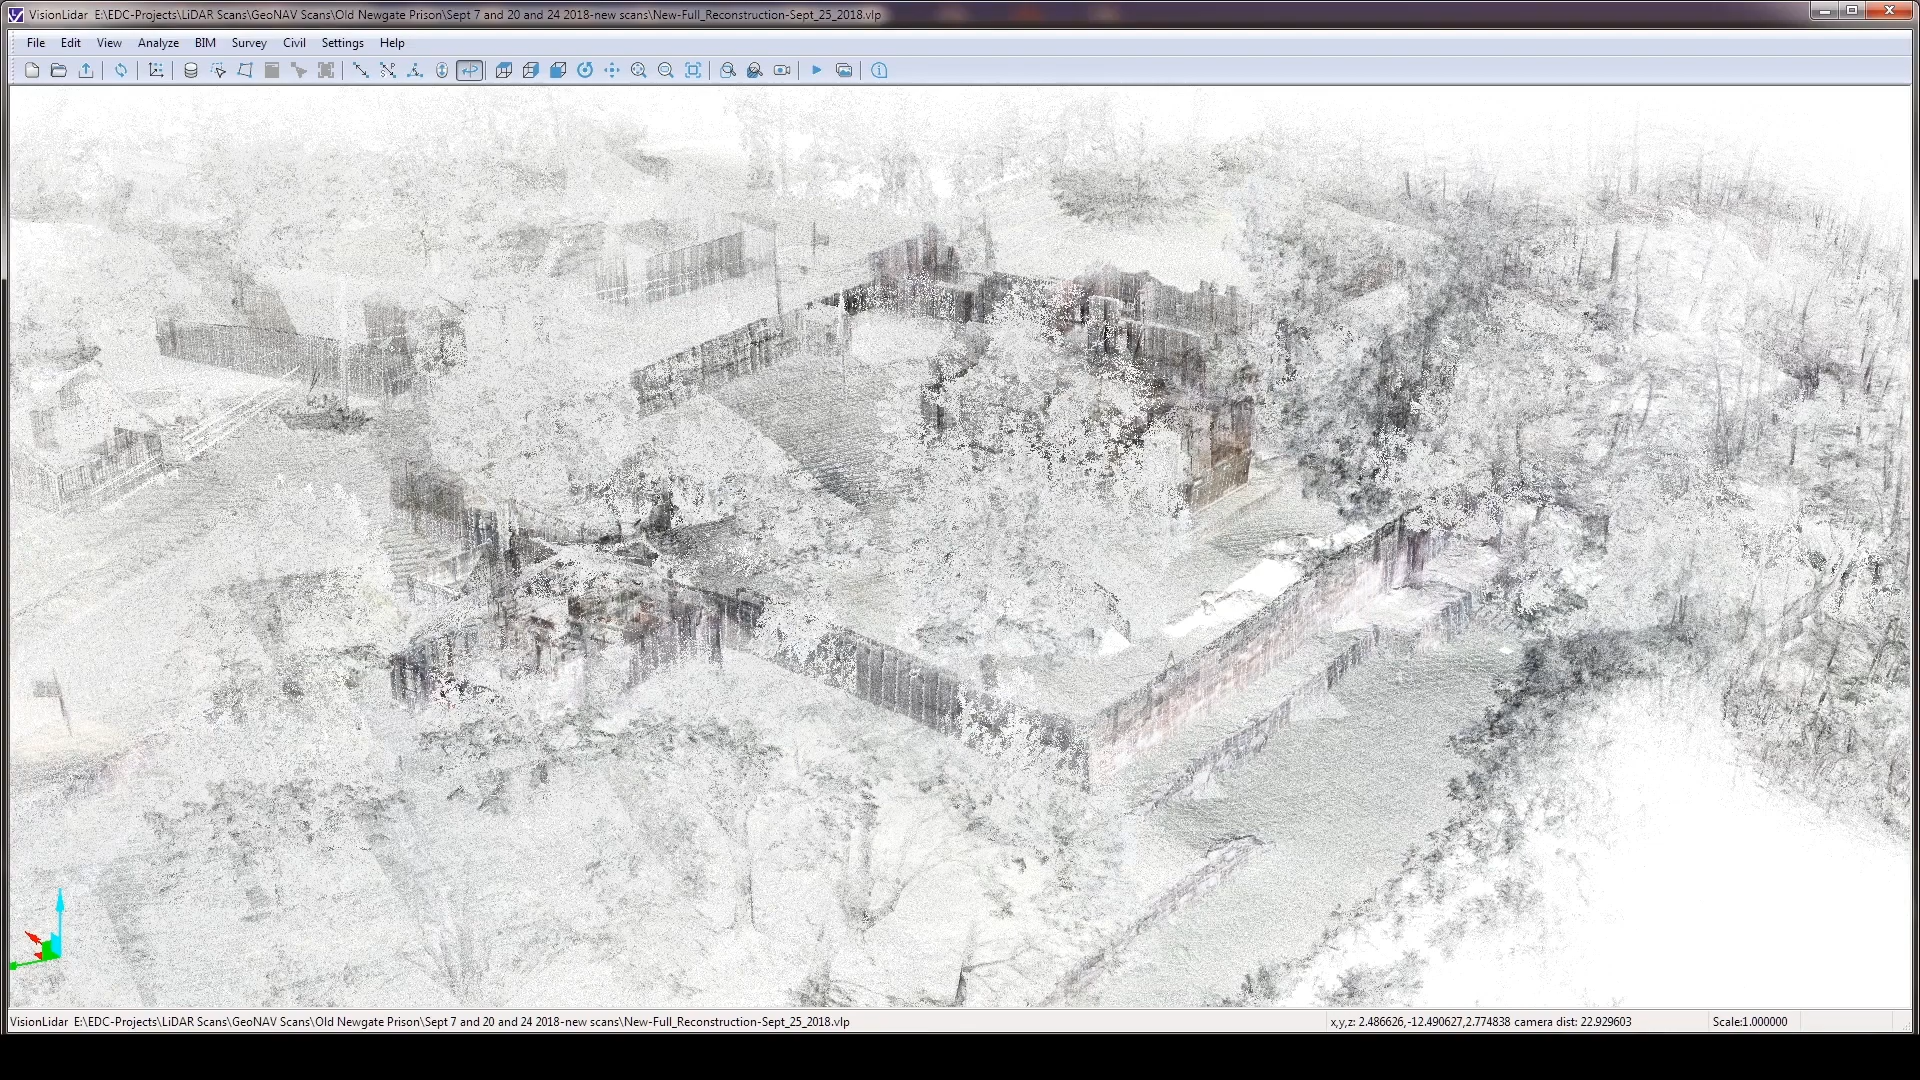 VisionLidar E:\EDC-Projects\LiDAR Scans\GeoNAV Scans\Old Newgate Prison\Sept 7 and 20 and 24 2018-new scans\New-Full_Reconstruction-Sept_25_2018.vlp
File Edit View Analyze BIM Survey Civil Settings Help
VisionLidar E:\EDC-Projects\LiDAR Scans\GeoNAV Scans\Old Newgate Prison\Sept 7 and 20 and 24 2018-new scans\New-Full_Reconstruction-Sept_25_2018.vlp
x,y,z: 2.486626,-12.490627,2.774838 camera dist: 22.929603
Scale:1.000000